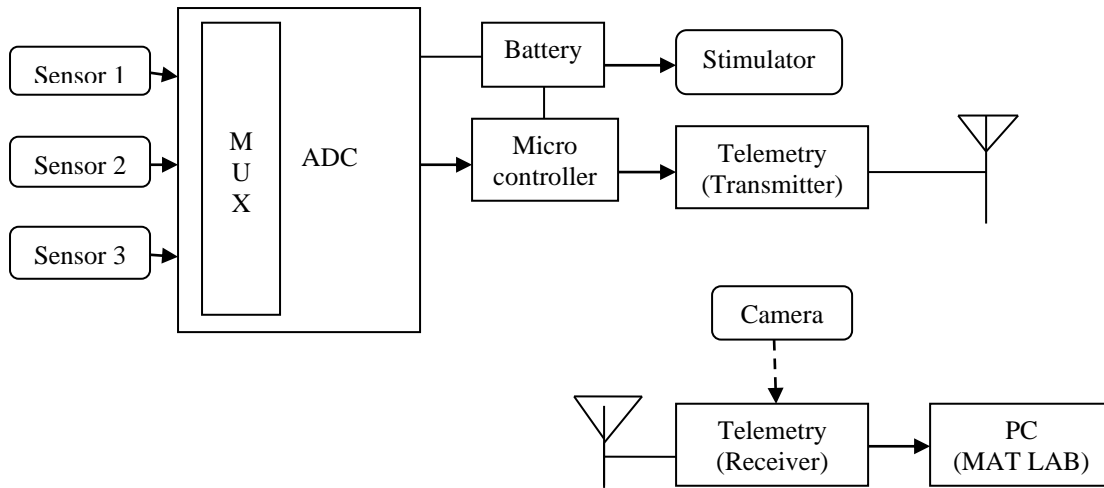 Sensor 1
Sensor 2
Sensor 3
M
U
X
ADC
Battery
Stimulator
Micro
controller
Telemetry
(Transmitter)
Camera
Telemetry
(Receiver)
PC
(MAT LAB)